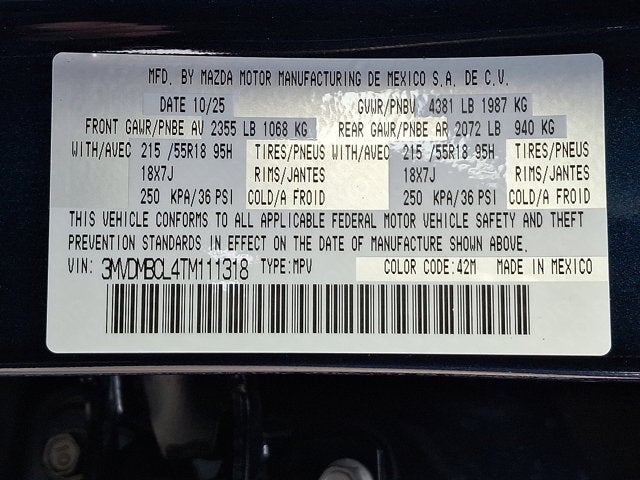 MFD. BY MAZDA MOTOR MANUFACTURING DE MEXICO S.A. DE C.V.
DATE 10/25 GVWR/PNBV 4381 LB 1987 KG
FRONT GAWR/PNBE AV 2355 LB 1068 KG REAR GAWR/PNBE AR 2072 LB 940 KG
WITH/AVEC 215 /55R18 95H TIRES/PNEUS WITH/AVEC 215 /55R18 95H TIRES/PNEUS
18X7J RIMS/JANTES 18X7J RIMS/JANTES
250 KPA/36 PSI COLD/A FROID 250 KPA/36 PSI COLD/A FROID
THIS VEHICLE CONFORMS TO ALL APPLICABLE FEDERAL MOTOR VEHICLE SAFETY AND THEFT
PREVENTION STANDARDS IN EFFECT ON THE DATE OF MANUFACTURE SHOWN ABOVE.
VIN: 3MVDMBCL4TM111318 TYPE:MPV COLOR CODE:42M MADE IN MEXICO